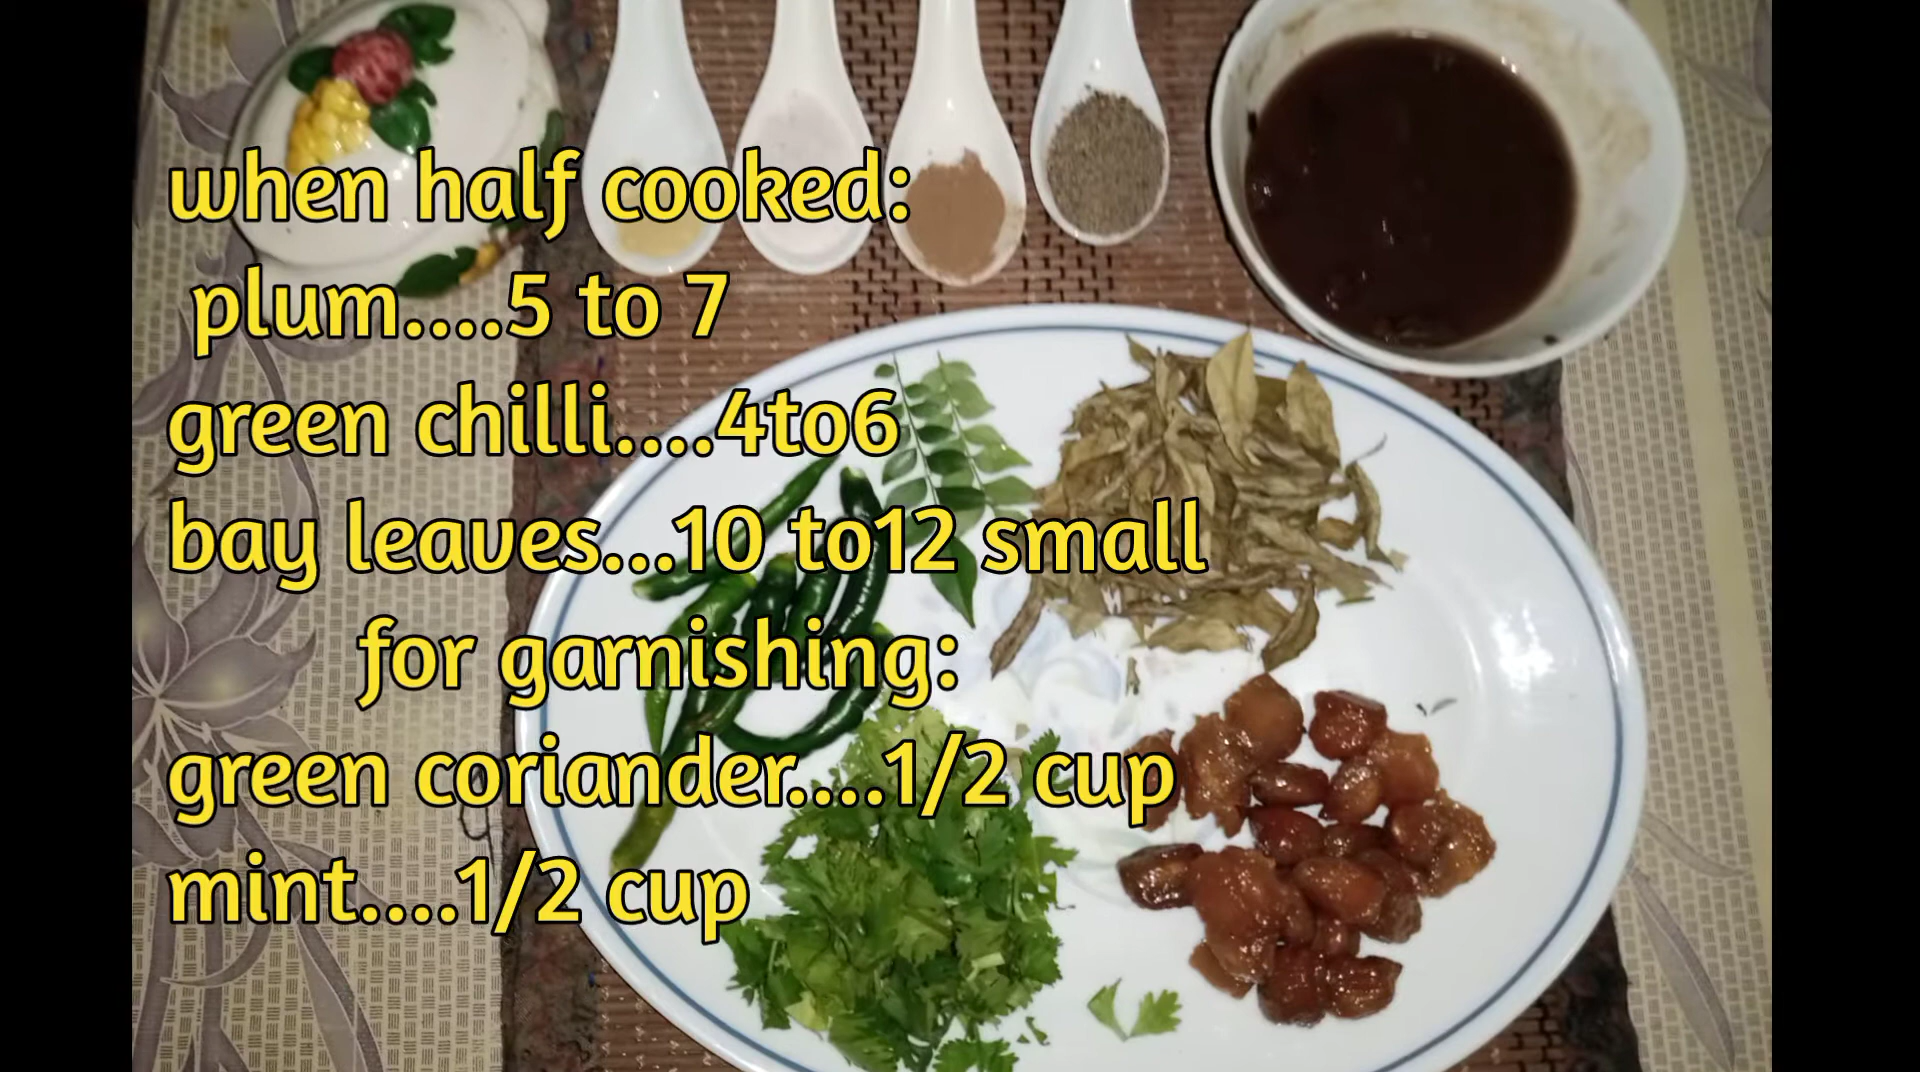 when half cooked:
plum....5 to 7
green chilli....4to6
bay leaves...10 to12 small
for garnishing:
green coriander....1/2 cup
mint....1/2 cup